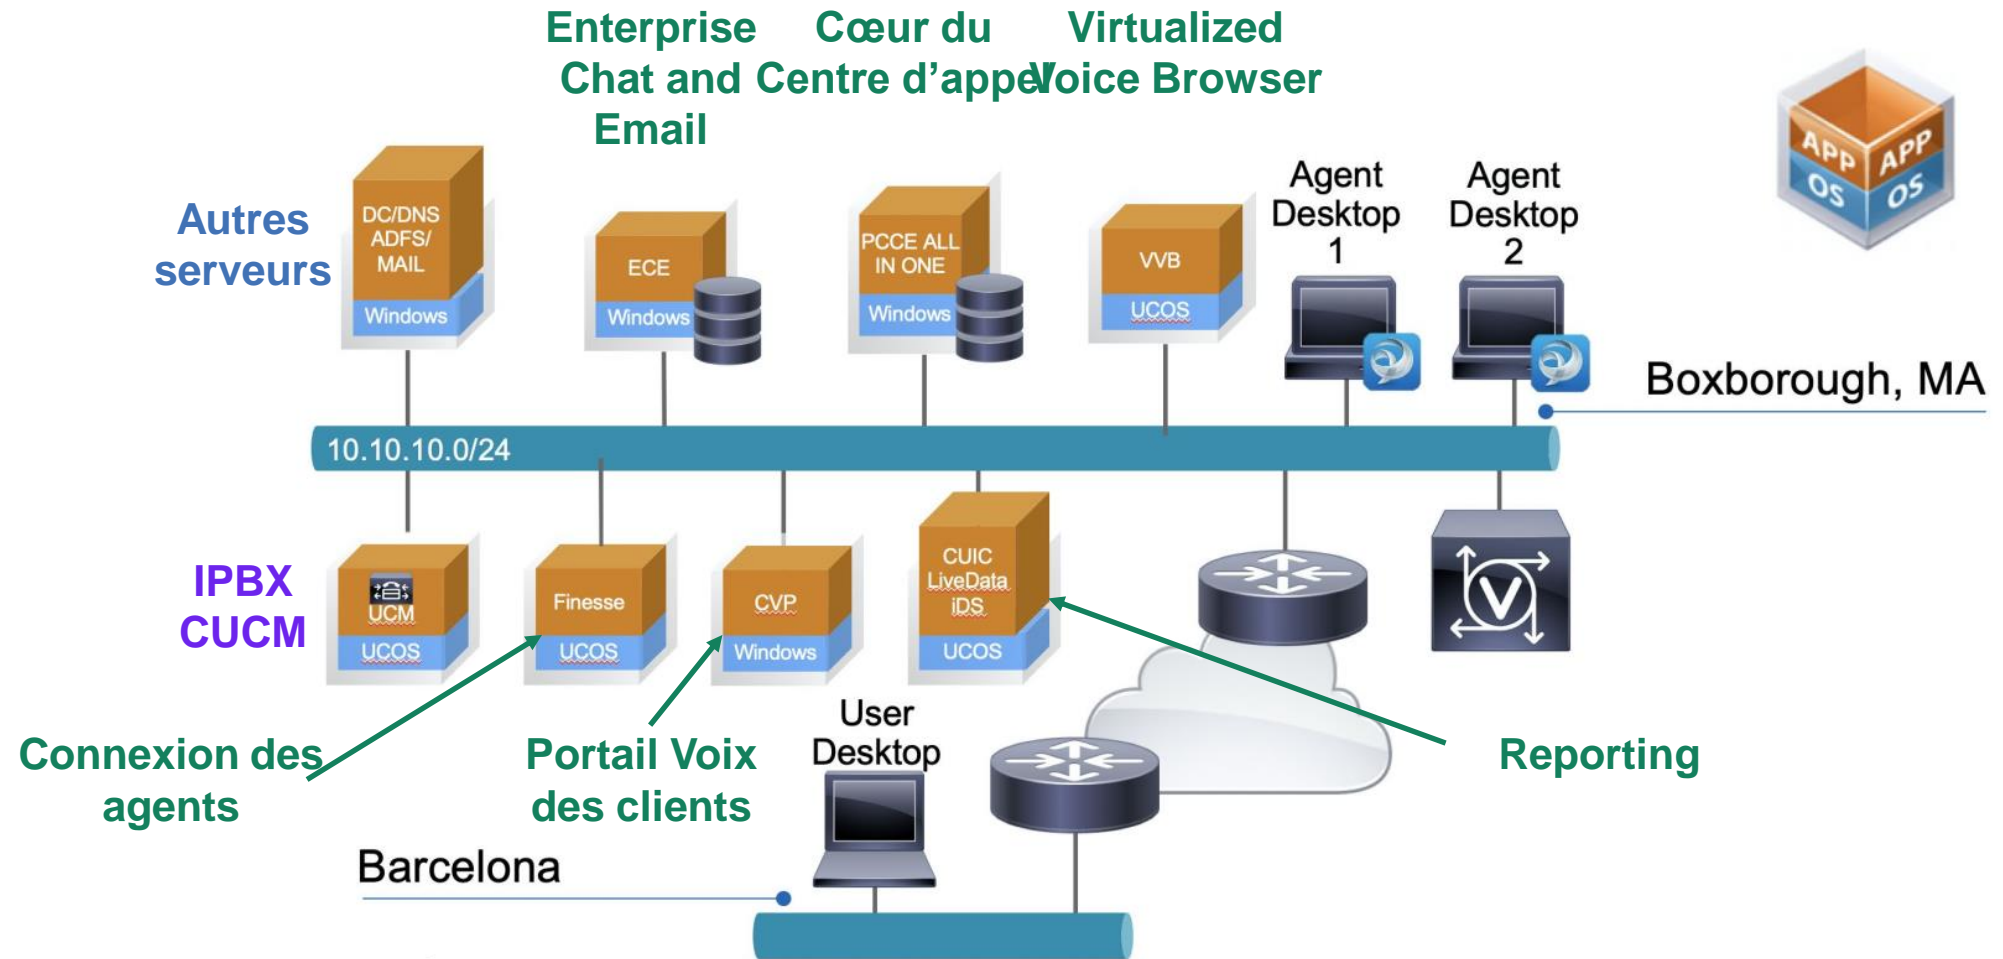 Enterprise
Chat and
Email
Cœur du
Centre d’appel
Virtualized
Voice Browser
APP APP
OS OS
Autres
serveurs
DC/DNS
ADFS/
MAIL
Windows
ECE
Windows
PCCE ALL
IN ONE
Windows
VVB
UCOS
Agent
Desktop
1
Agent
Desktop
2
Boxborough, MA
10.10.10.0/24
IPBX
CUCM
UCM
UCOS
Finesse
UCOS
CVP
Windows
CUIC
LiveData
iDS
UCOS
V
Connexion des
agents
Portail Voix
des clients
User
Desktop
Reporting
Barcelona